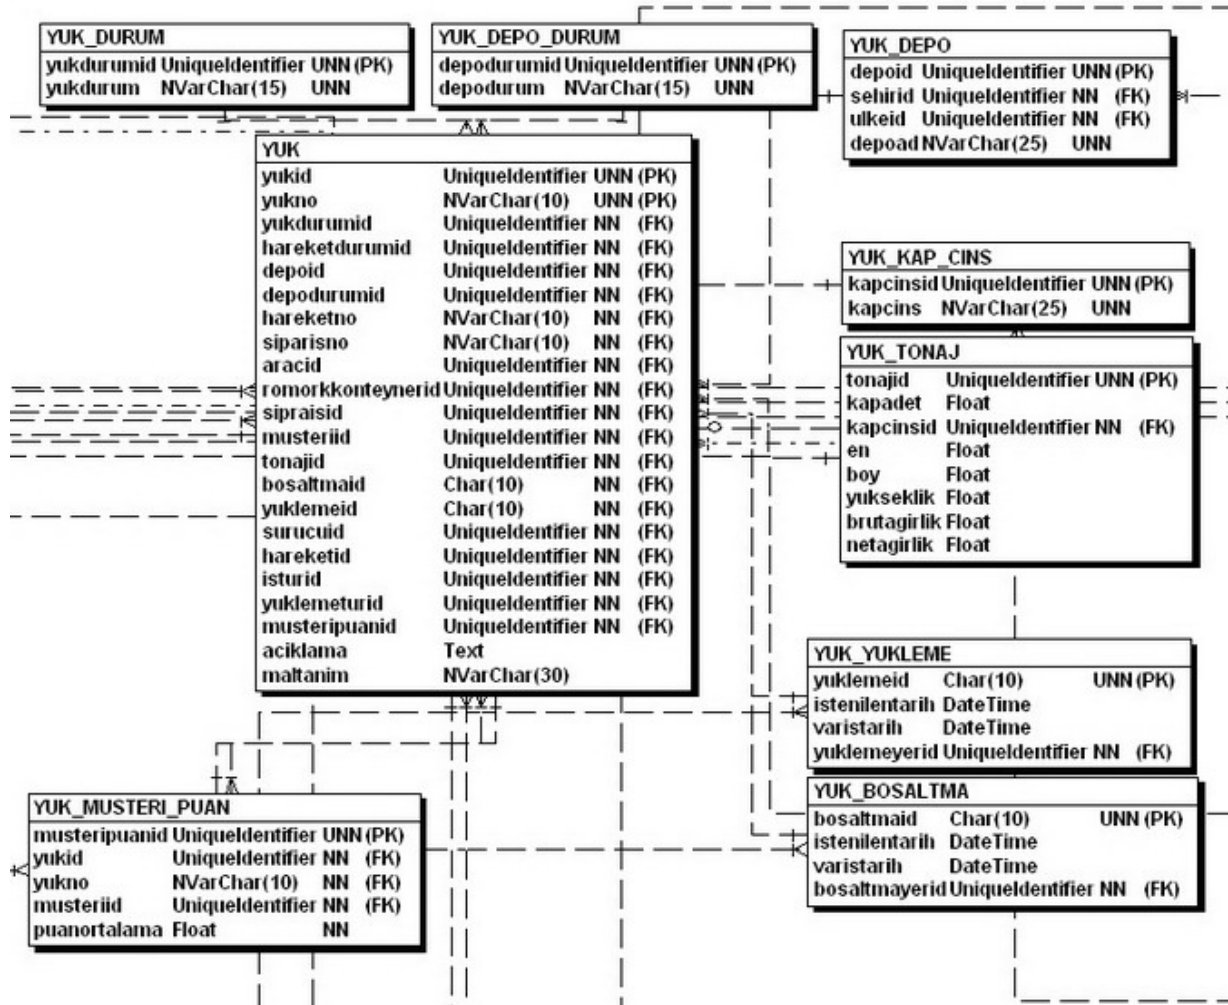 YUK_DURUM
yukdurumid UniqueIdentifier UNN (PK)
yukdurum NVarChar(15) UNN
YUK_DEPO_DURUM
depodurumid UniqueIdentifier UNN (PK)
depodurum NVarChar(15) UNN
YUK_DEPO
depoid UniqueIdentifier UNN (PK)
sehirid UniqueIdentifier NN (FK)
ulkeid UniqueIdentifier NN (FK)
depoad NVarChar(25) UNN
YUK
yukid UniqueIdentifier UNN (PK)
yukno NVarChar(10) UNN (PK)
yukdurumid UniqueIdentifier NN (FK)
hareketdurumid UniqueIdentifier NN (FK)
depoid UniqueIdentifier NN (FK)
depodurumid UniqueIdentifier NN (FK)
hareketno NVarChar(10) NN (FK)
siparisno NVarChar(10) NN (FK)
aracid UniqueIdentifier NN (FK)
romorkkonteynerid UniqueIdentifier NN (FK)
sipraisid UniqueIdentifier NN (FK)
musteriid UniqueIdentifier NN (FK)
tonajid UniqueIdentifier NN (FK)
bosaltmaid Char(10) NN (FK)
yuklemeid Char(10) NN (FK)
surucuid UniqueIdentifier NN (FK)
hareketid UniqueIdentifier NN (FK)
isturid UniqueIdentifier NN (FK)
yuklemeturid UniqueIdentifier NN (FK)
musteripuanid UniqueIdentifier NN (FK)
aciklama Text
maltanim NVarChar(30)
YUK_KAP_CINS
kapcinsid UniqueIdentifier UNN (PK)
kapcins NVarChar(25) UNN
YUK_TONAJ
tonajid UniqueIdentifier UNN (PK)
kapadet Float
kapcinsid UniqueIdentifier NN (FK)
en Float
boy Float
yukseklik Float
brutagirlik Float
netagirlik Float
YUK_YUKLEME
yuklemeid Char(10) UNN (PK)
istenilentarih DateTime
varistarih DateTime
yuklemeyerid UniqueIdentifier NN (FK)
YUK_BOSALTMA
bosaltmaid Char(10) UNN (PK)
istenilentarih DateTime
varistarih DateTime
bosaltmayerid UniqueIdentifier NN (FK)
YUK_MUSTERI_PUAN
musteripuanid UniqueIdentifier UNN (PK)
yukid UniqueIdentifier NN (FK)
yukno NVarChar(10) NN (FK)
musteriid UniqueIdentifier NN (FK)
puanortalama Float NN